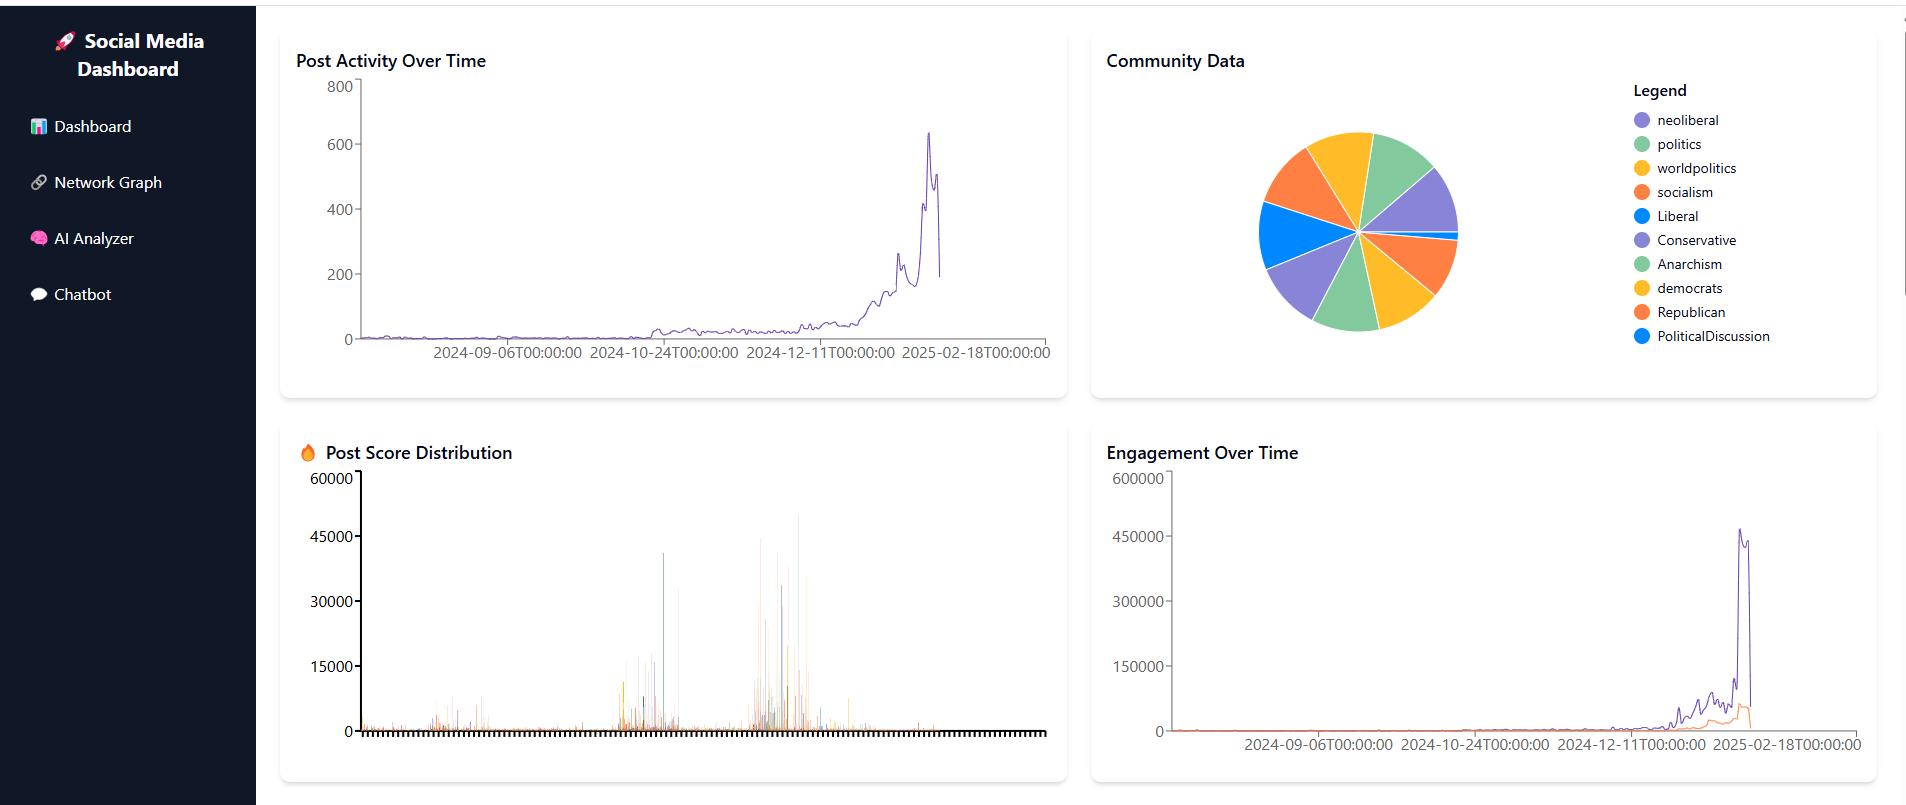 🚀 Social Media
Dashboard
📊 Dashboard
🔗 Network Graph
🧠 AI Analyzer
💬 Chatbot
Post Activity Over Time
800
600
400
200
0
2024-09-06T00:00:00 2024-10-24T00:00:00 2024-12-11T00:00:00 2025-02-18T00:00:00
Community Data
Legend
neoliberal
politics
worldpolitics
socialism
Liberal
Conservative
Anarchism
democrats
Republican
PoliticalDiscussion
🔥 Post Score Distribution
60000
45000
30000
15000
0
Engagement Over Time
600000
450000
300000
150000
0
2024-09-06T00:00:00 2024-10-24T00:00:00 2024-12-11T00:00:00 2025-02-18T00:00:00